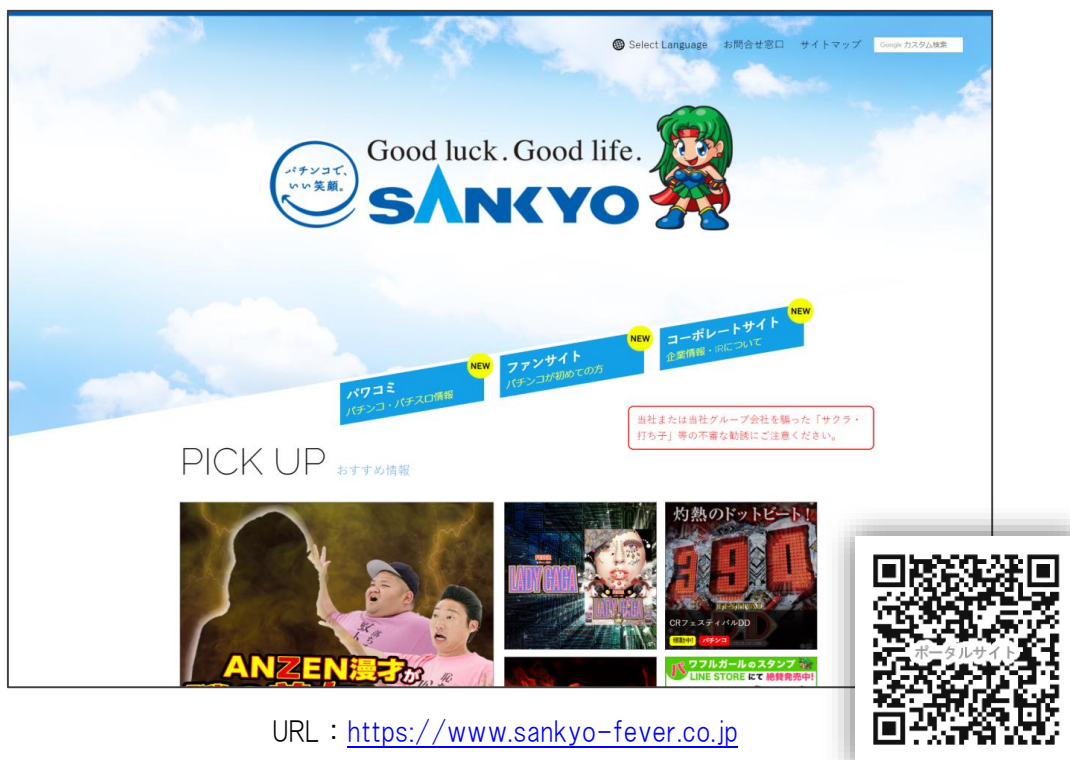 Select Language お問合せ窓口 サイトマップ Google カスタム検索
パチンコで、
いい笑顔。
Good luck. Good life.
SANKYO
コーポレートサイト
企業情報・IRについて
NEW
ファンサイト
パチンコが初めての方
NEW
パワコミ
パチンコ・パチスロ情報
NEW
当社または当社グループ会社を騙った「サクラ・
打ち子」等の不審な勧誘にご注意ください。
PICK UP おすすめ情報
ANZEN漫才が
LADY GAGA
LADY GAGA
灼熱のドットビート!
390
CRフェスティバルDD
稼動中! パチンコ
ワフルガールのスタンプ
LINE STORE にて 絶賛発売中!
ポータルサイト
URL：https://www.sankyo-fever.co.jp